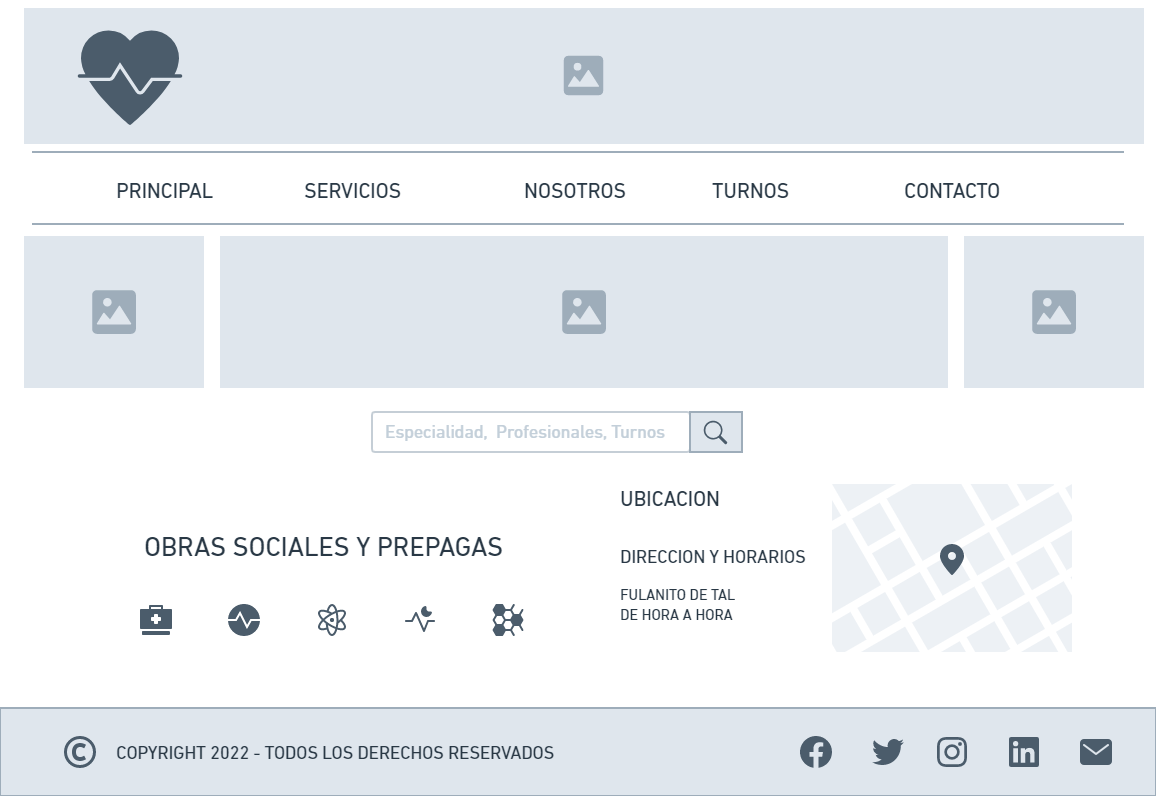 PRINCIPAL SERVICIOS NOSOTROS TURNOS CONTACTO
Especialidad,  Profesionales, Turnos
OBRAS SOCIALES Y PREPAGAS
UBICACION
DIRECCION Y HORARIOS
FULANITO DE TAL
DE HORA A HORA
© COPYRIGHT 2022 - TODOS LOS DERECHOS RESERVADOS